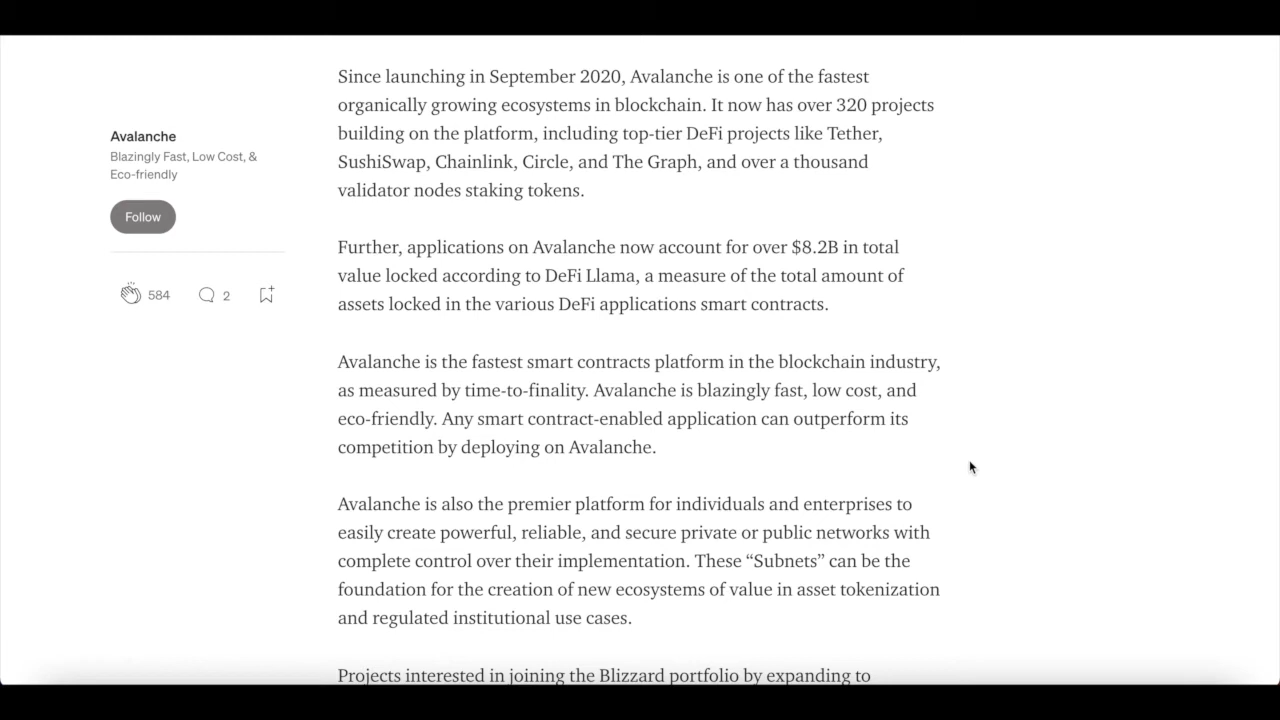 Avalanche
Blazingly Fast, Low Cost, &
Eco-friendly
Follow
584
2
Since launching in September 2020, Avalanche is one of the fastest
organically growing ecosystems in blockchain. It now has over 320 projects
building on the platform, including top-tier DeFi projects like Tether,
SushiSwap, Chainlink, Circle, and The Graph, and over a thousand
validator nodes staking tokens.
Further, applications on Avalanche now account for over $8.2B in total
value locked according to DeFi Llama, a measure of the total amount of
assets locked in the various DeFi applications smart contracts.
Avalanche is the fastest smart contracts platform in the blockchain industry,
as measured by time-to-finality. Avalanche is blazingly fast, low cost, and
eco-friendly. Any smart contract-enabled application can outperform its
competition by deploying on Avalanche.
Avalanche is also the premier platform for individuals and enterprises to
easily create powerful, reliable, and secure private or public networks with
complete control over their implementation. These “Subnets” can be the
foundation for the creation of new ecosystems of value in asset tokenization
and regulated institutional use cases.
Projects interested in joining the Blizzard portfolio by expanding to